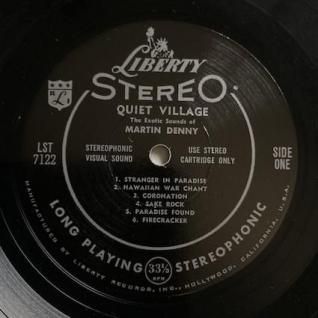 LIBERTY
STEREO
QUIET VILLAGE
The Exotic Sounds of
MARTIN DENNY
LST
7122
STEREOPHONIC
VISUAL SOUND
USE STEREO
CARTRIDGE ONLY
SIDE
ONE
1. STRANGER IN PARADISE
2. HAWAIIAN WAR CHANT
3. CORONATION
4. SAKE ROCK
5. PARADISE FOUND
6. FIRECRACKER
LONG PLAYING 33⅓ RPM STEREOPHONIC
MANUFACTURED BY LIBERTY RECORDS, INC., HOLLYWOOD, CALIFORNIA, U.S.A.